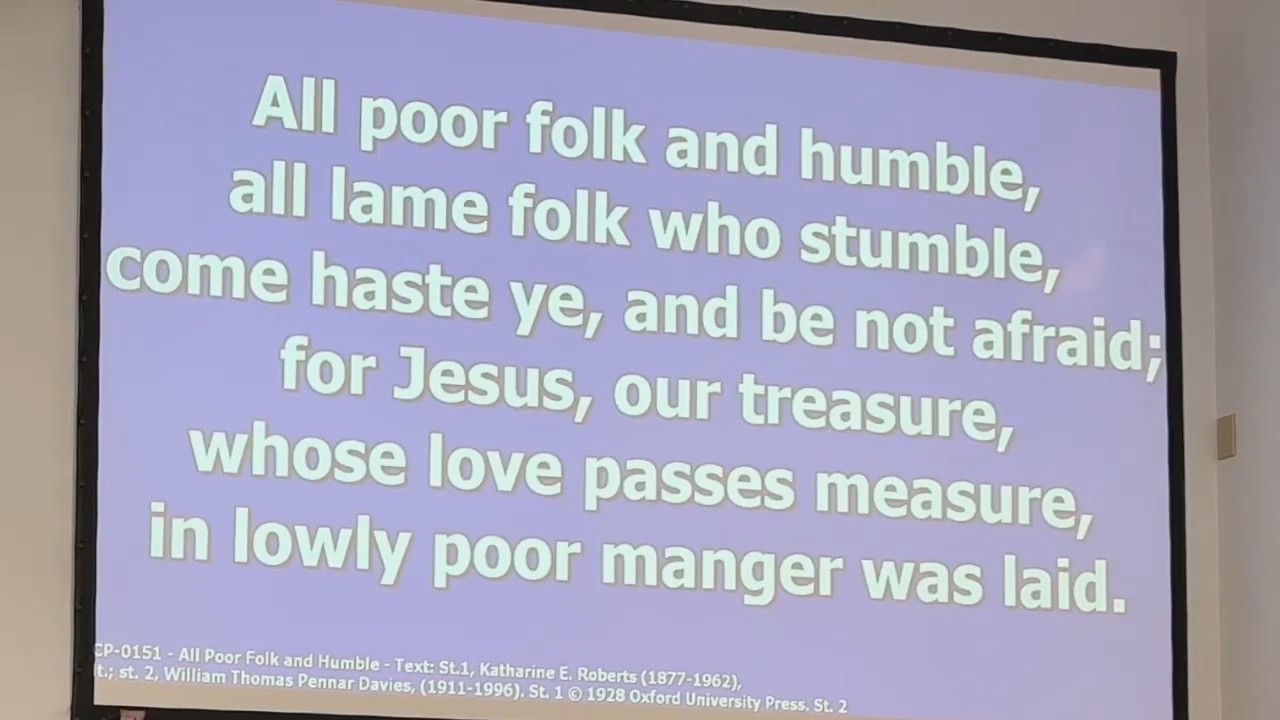 All poor folk and humble,
all lame folk who stumble,
come haste ye, and be not afraid;
for Jesus, our treasure,
whose love passes measure,
in lowly poor manger was laid.
CP-0151 - All Poor Folk and Humble - Text: St.1, Katharine E. Roberts (1877-1962),
lt.; st. 2, William Thomas Pennar Davies, (1911-1996). St. 1 © 1928 Oxford University Press. St. 2